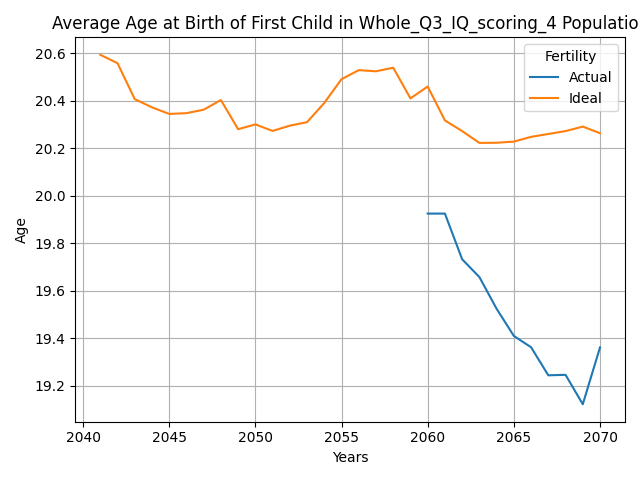 Average Age at Birth of First Child in Whole_Q3_IQ_scoring_4 Populatio
20.6
20.4
20.2
20.0
19.8
19.6
19.4
19.2
Age
Fertility
Actual
Ideal
2040 2045 2050 2055 2060 2065 2070
Years